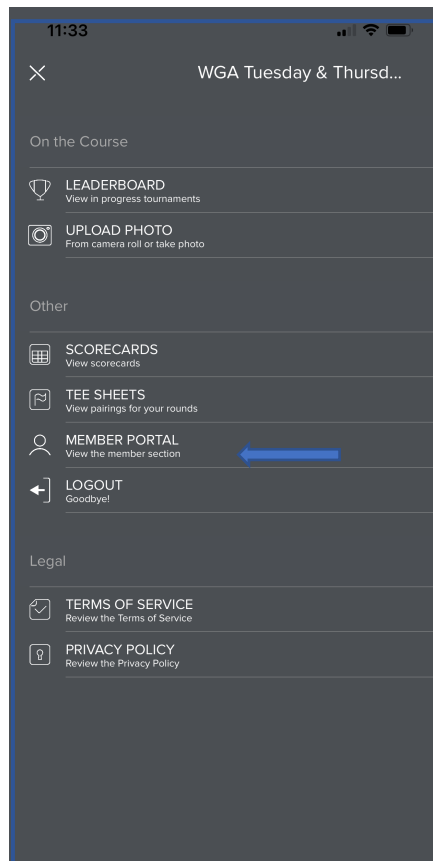 11:33
WGA Tuesday & Thursd...
On the Course
LEADERBOARD
View in progress tournaments
UPLOAD PHOTO
From camera roll or take photo
Other
SCORECARDS
View scorecards
TEE SHEETS
View pairings for your rounds
MEMBER PORTAL
View the member section
LOGOUT
Goodbye!
Legal
TERMS OF SERVICE
Review the Terms of Service
PRIVACY POLICY
Review the Privacy Policy